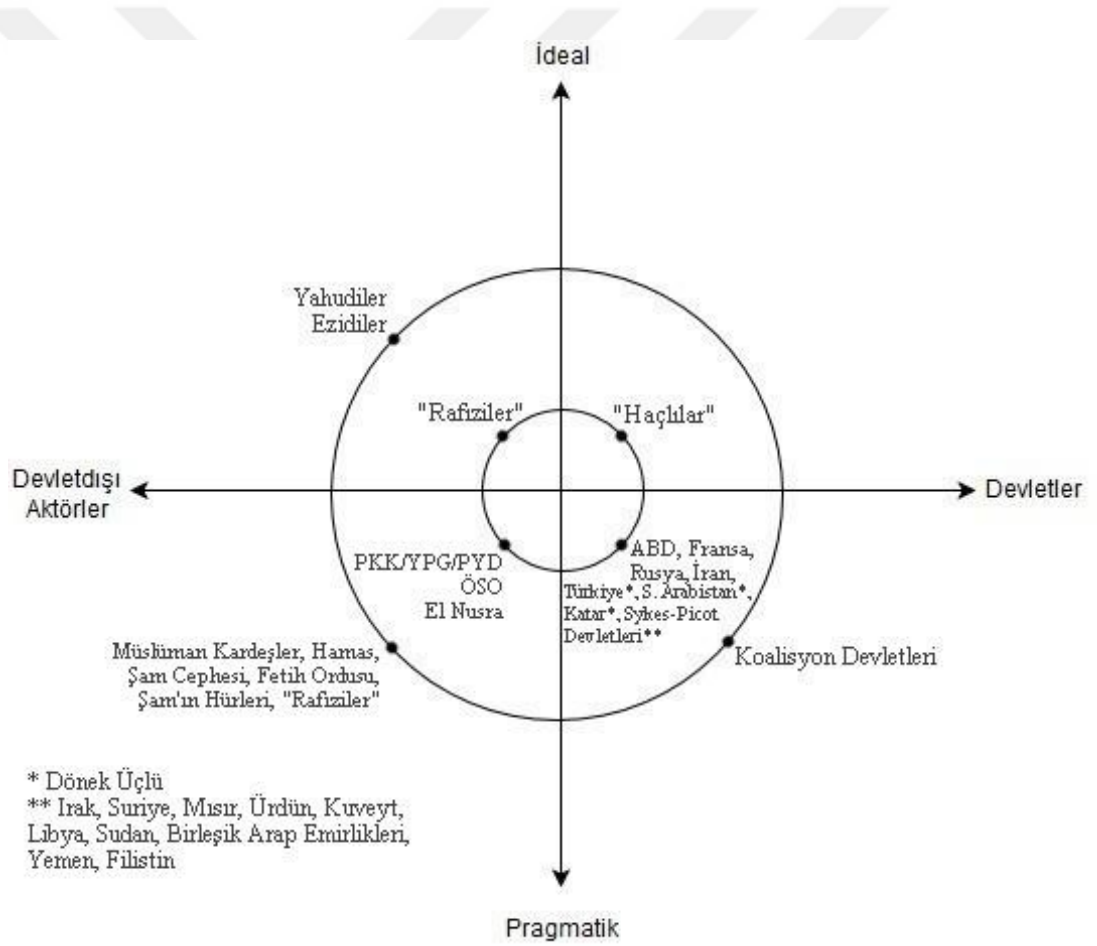 İdeal
Yahudiler
Ezidiler
"Rafıziler"
"Haçlılar"
Devletdışı
Aktörler
Devletler
PKK/YPG/PYD
ÖSO
El Nusra
ABD, Fransa,
Rusya, İran,
Türkiye*, S. Arabistan*,
Katar*, Sykes-Picot
Devletleri**
Müslüman Kardeşler, Hamas,
Şam Cephesi, Fetih Ordusu,
Şam'ın Hürleri, "Rafıziler"
Koalisyon Devletleri
* Dönek Üçlü
** Irak, Suriye, Mısır, Ürdün, Kuveyt,
Libya, Sudan, Birleşik Arap Emirlikleri,
Yemen, Filistin
Pragmatik